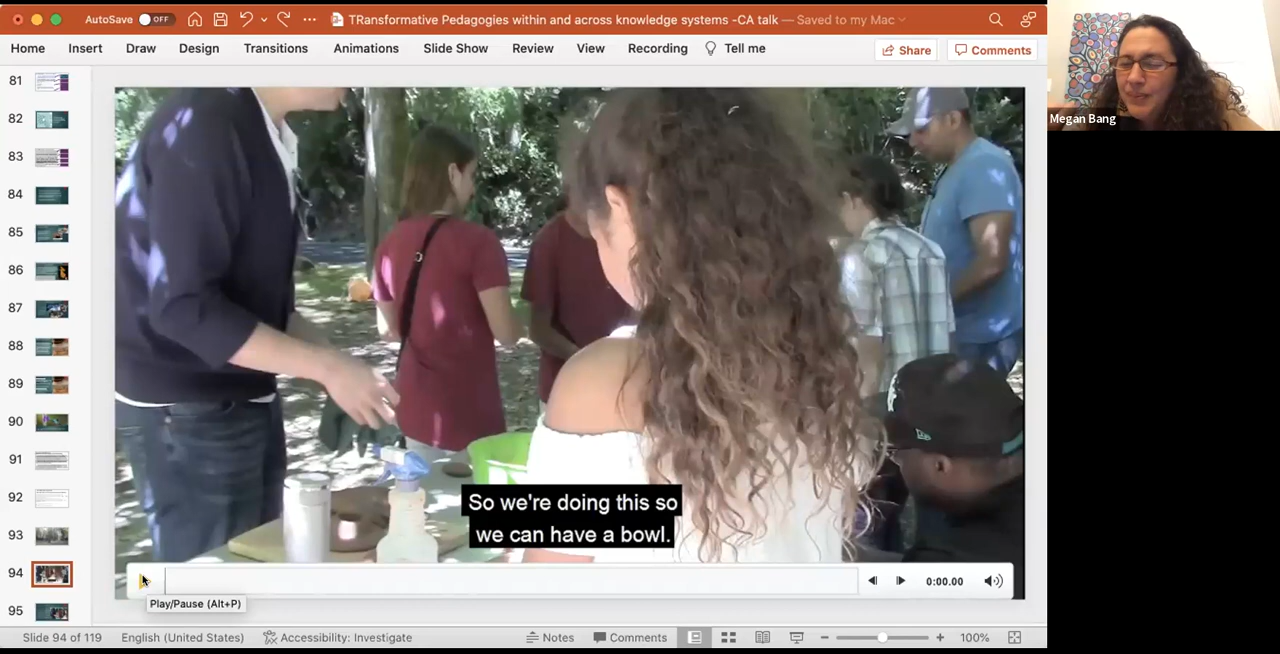 AutoSave OFF
TRansformative Pedagogies within and across knowledge systems -CA talk — Saved to my Mac
Home Insert Draw Design Transitions Animations Slide Show Review View Recording Tell me
Share Comments
Megan Bang
81
82
83
84
85
86
87
88
89
90
91
92
93
94
95
So we're doing this so
we can have a bowl.
0:00.00
Play/Pause (Alt+P)
Slide 94 of 119 English (United States) Accessibility: Investigate Notes Comments 100%